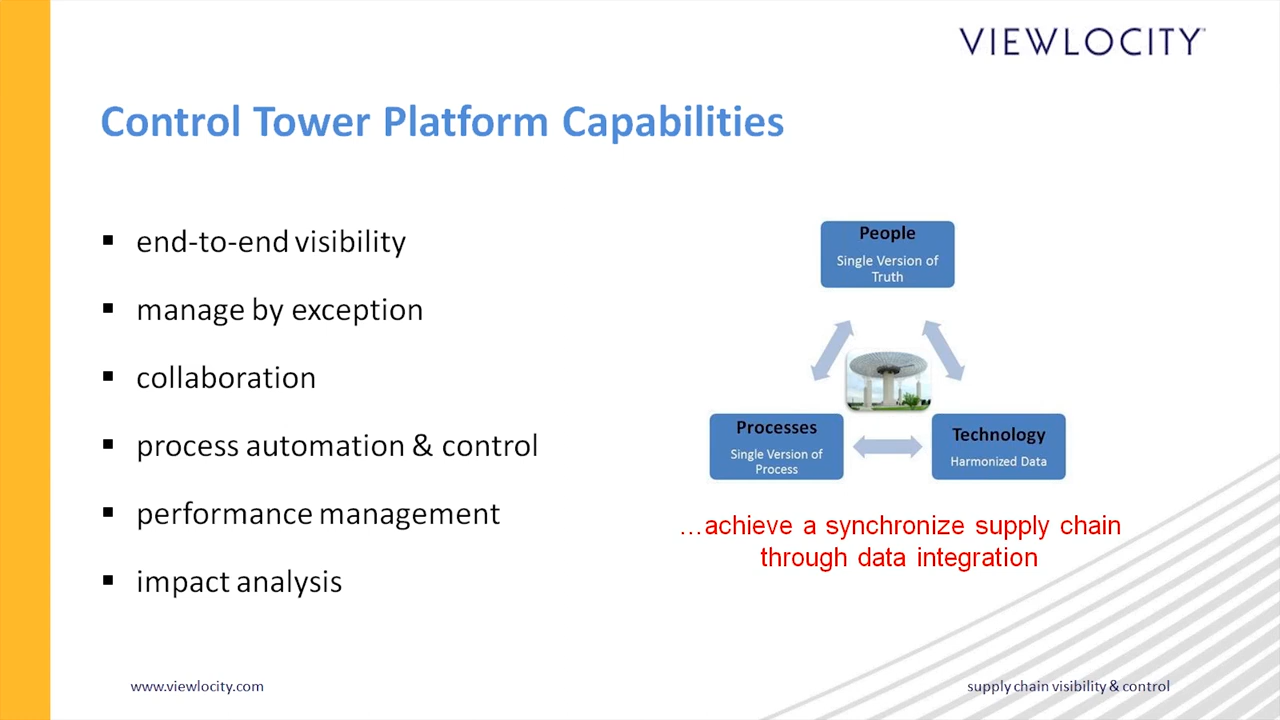 VIEWLOCITY™
Control Tower Platform Capabilities
▪ end-to-end visibility
▪ manage by exception
▪ collaboration
▪ process automation & control
▪ performance management
▪ impact analysis
People
Single Version of
Truth
Processes
Single Version of
Process
Technology
Harmonized Data
...achieve a synchronize supply chain
through data integration
www.viewlocity.com
supply chain visibility & control